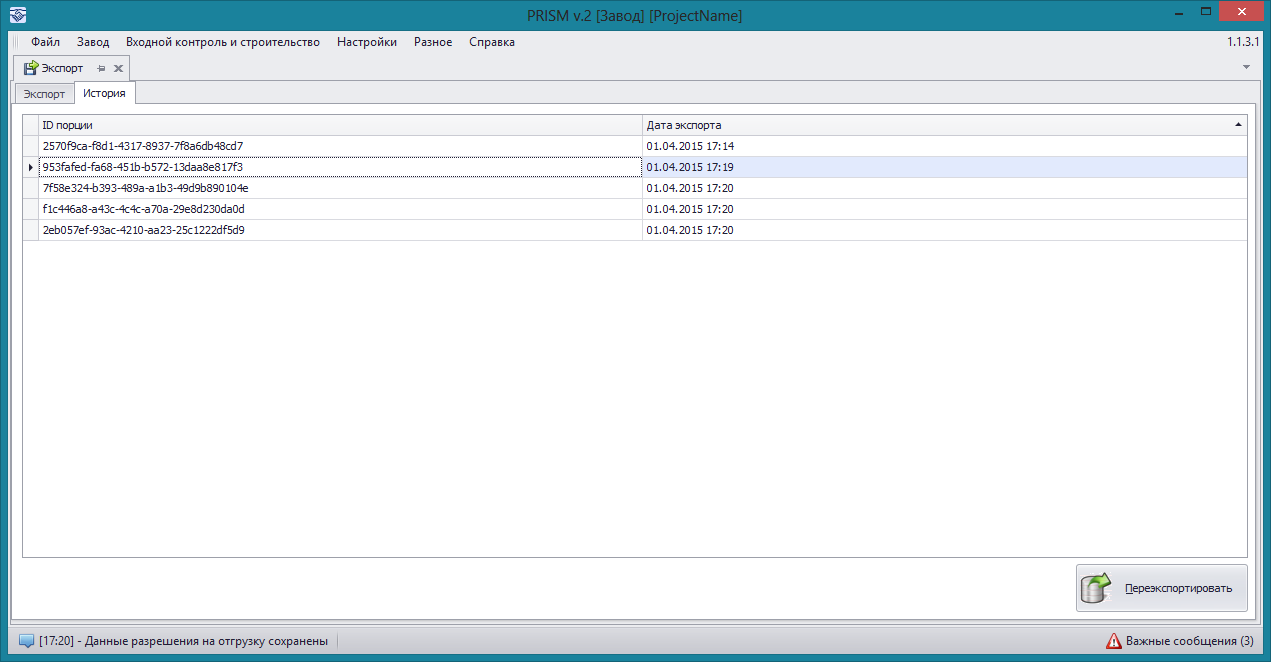 PRISM v.2 [Завод] [ProjectName]
Файл Завод Входной контроль и строительство Настройки Разное Справка 1.1.3.1
Экспорт
Экспорт История
ID порции Дата экспорта
2570f9ca-f8d1-4317-8937-7f8a6db48cd7 01.04.2015 17:14
953fafed-fa68-451b-b572-13daa8e817f3 01.04.2015 17:19
7f58e324-b393-489a-a1b3-49d9b890104e 01.04.2015 17:20
f1c446a8-a43c-4c4c-a70a-29e8d230da0d 01.04.2015 17:20
2eb057ef-93ac-4210-aa23-25c1222df5d9 01.04.2015 17:20
Переэкспортировать
[17:20] - Данные разрешения на отгрузку сохранены Важные сообщения (3)